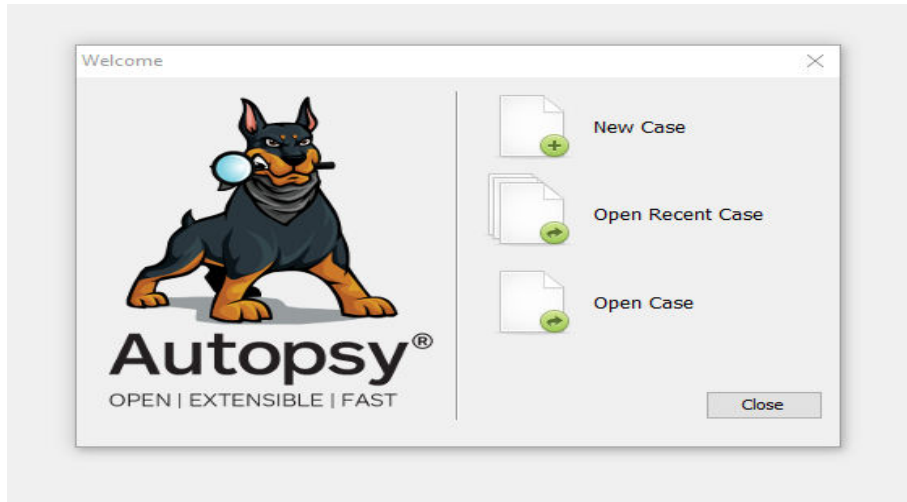 Welcome
New Case
Open Recent Case
Open Case
Autopsy®
OPEN | EXTENSIBLE | FAST
Close